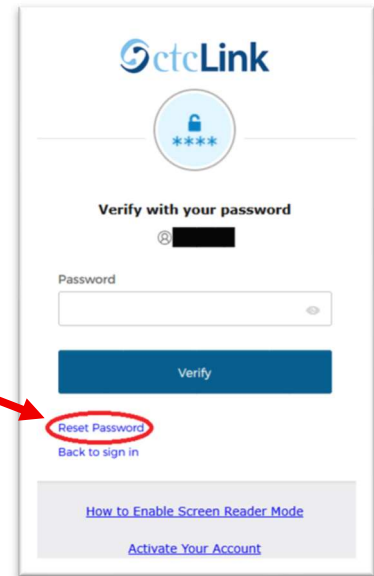 ctcLink
****
Verify with your password
Password
Verify
Reset Password
Back to sign in
How to Enable Screen Reader Mode
Activate Your Account